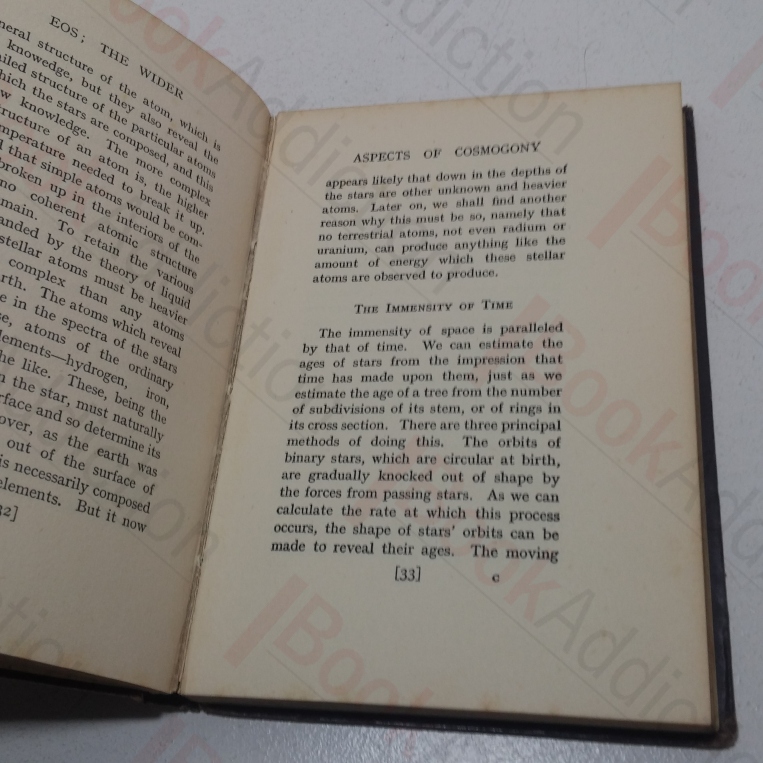 EOS; THE WIDER
neral structure of the atom, which is
knowedge, but they also reveal the
ailed structure of the particular atoms
hich the stars are composed, and this
w knowledge. The more complex
tructure of an atom is, the higher
mperature needed to break it up.
d that simple atoms would be com-
broken up in the interiors of the
no coherent atomic structure
main. To retain the various
anded by the theory of liquid
stellar atoms must be heavier
complex than any atoms
arth. The atoms which reveal
e in the spectra of the stars
se, atoms of the ordinary
lements—hydrogen, iron,
he like. These, being the
n the star, must naturally
rface and so determine its
over, as the earth was
out of the surface of
is necessarily composed
elements. But it now
32]
ASPECTS OF COSMOGONY
appears likely that down in the depths of
the stars are other unknown and heavier
atoms. Later on, we shall find another
reason why this must be so, namely that
no terrestrial atoms, not even radium or
uranium, can produce anything like the
amount of energy which these stellar
atoms are observed to produce.
THE IMMENSITY OF TIME
The immensity of space is paralleled
by that of time. We can estimate the
ages of stars from the impression that
time has made upon them, just as we
estimate the age of a tree from the number
of subdivisions of its stem, or of rings in
its cross section. There are three principal
methods of doing this. The orbits of
binary stars, which are circular at birth,
are gradually knocked out of shape by
the forces from passing stars. As we can
calculate the rate at which this process
occurs, the shape of stars' orbits can be
made to reveal their ages. The moving
[33] C
BookAddiction